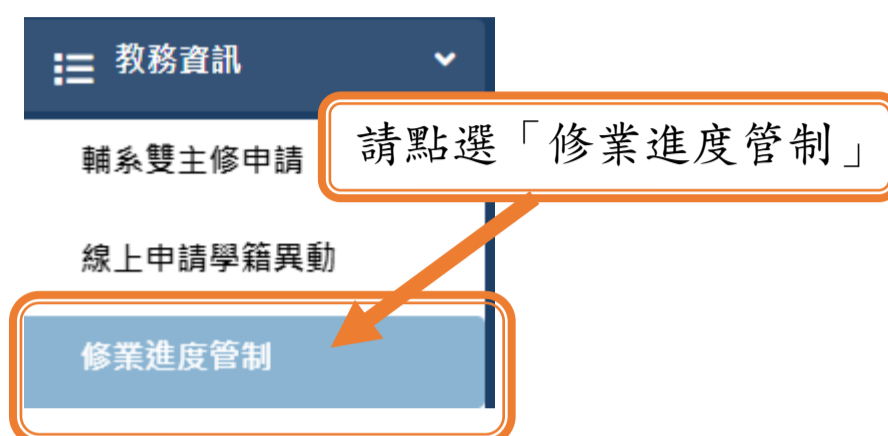 教務資訊
請點選「修業進度管制」
輔系雙主修申請
線上申請學籍異動
修業進度管制